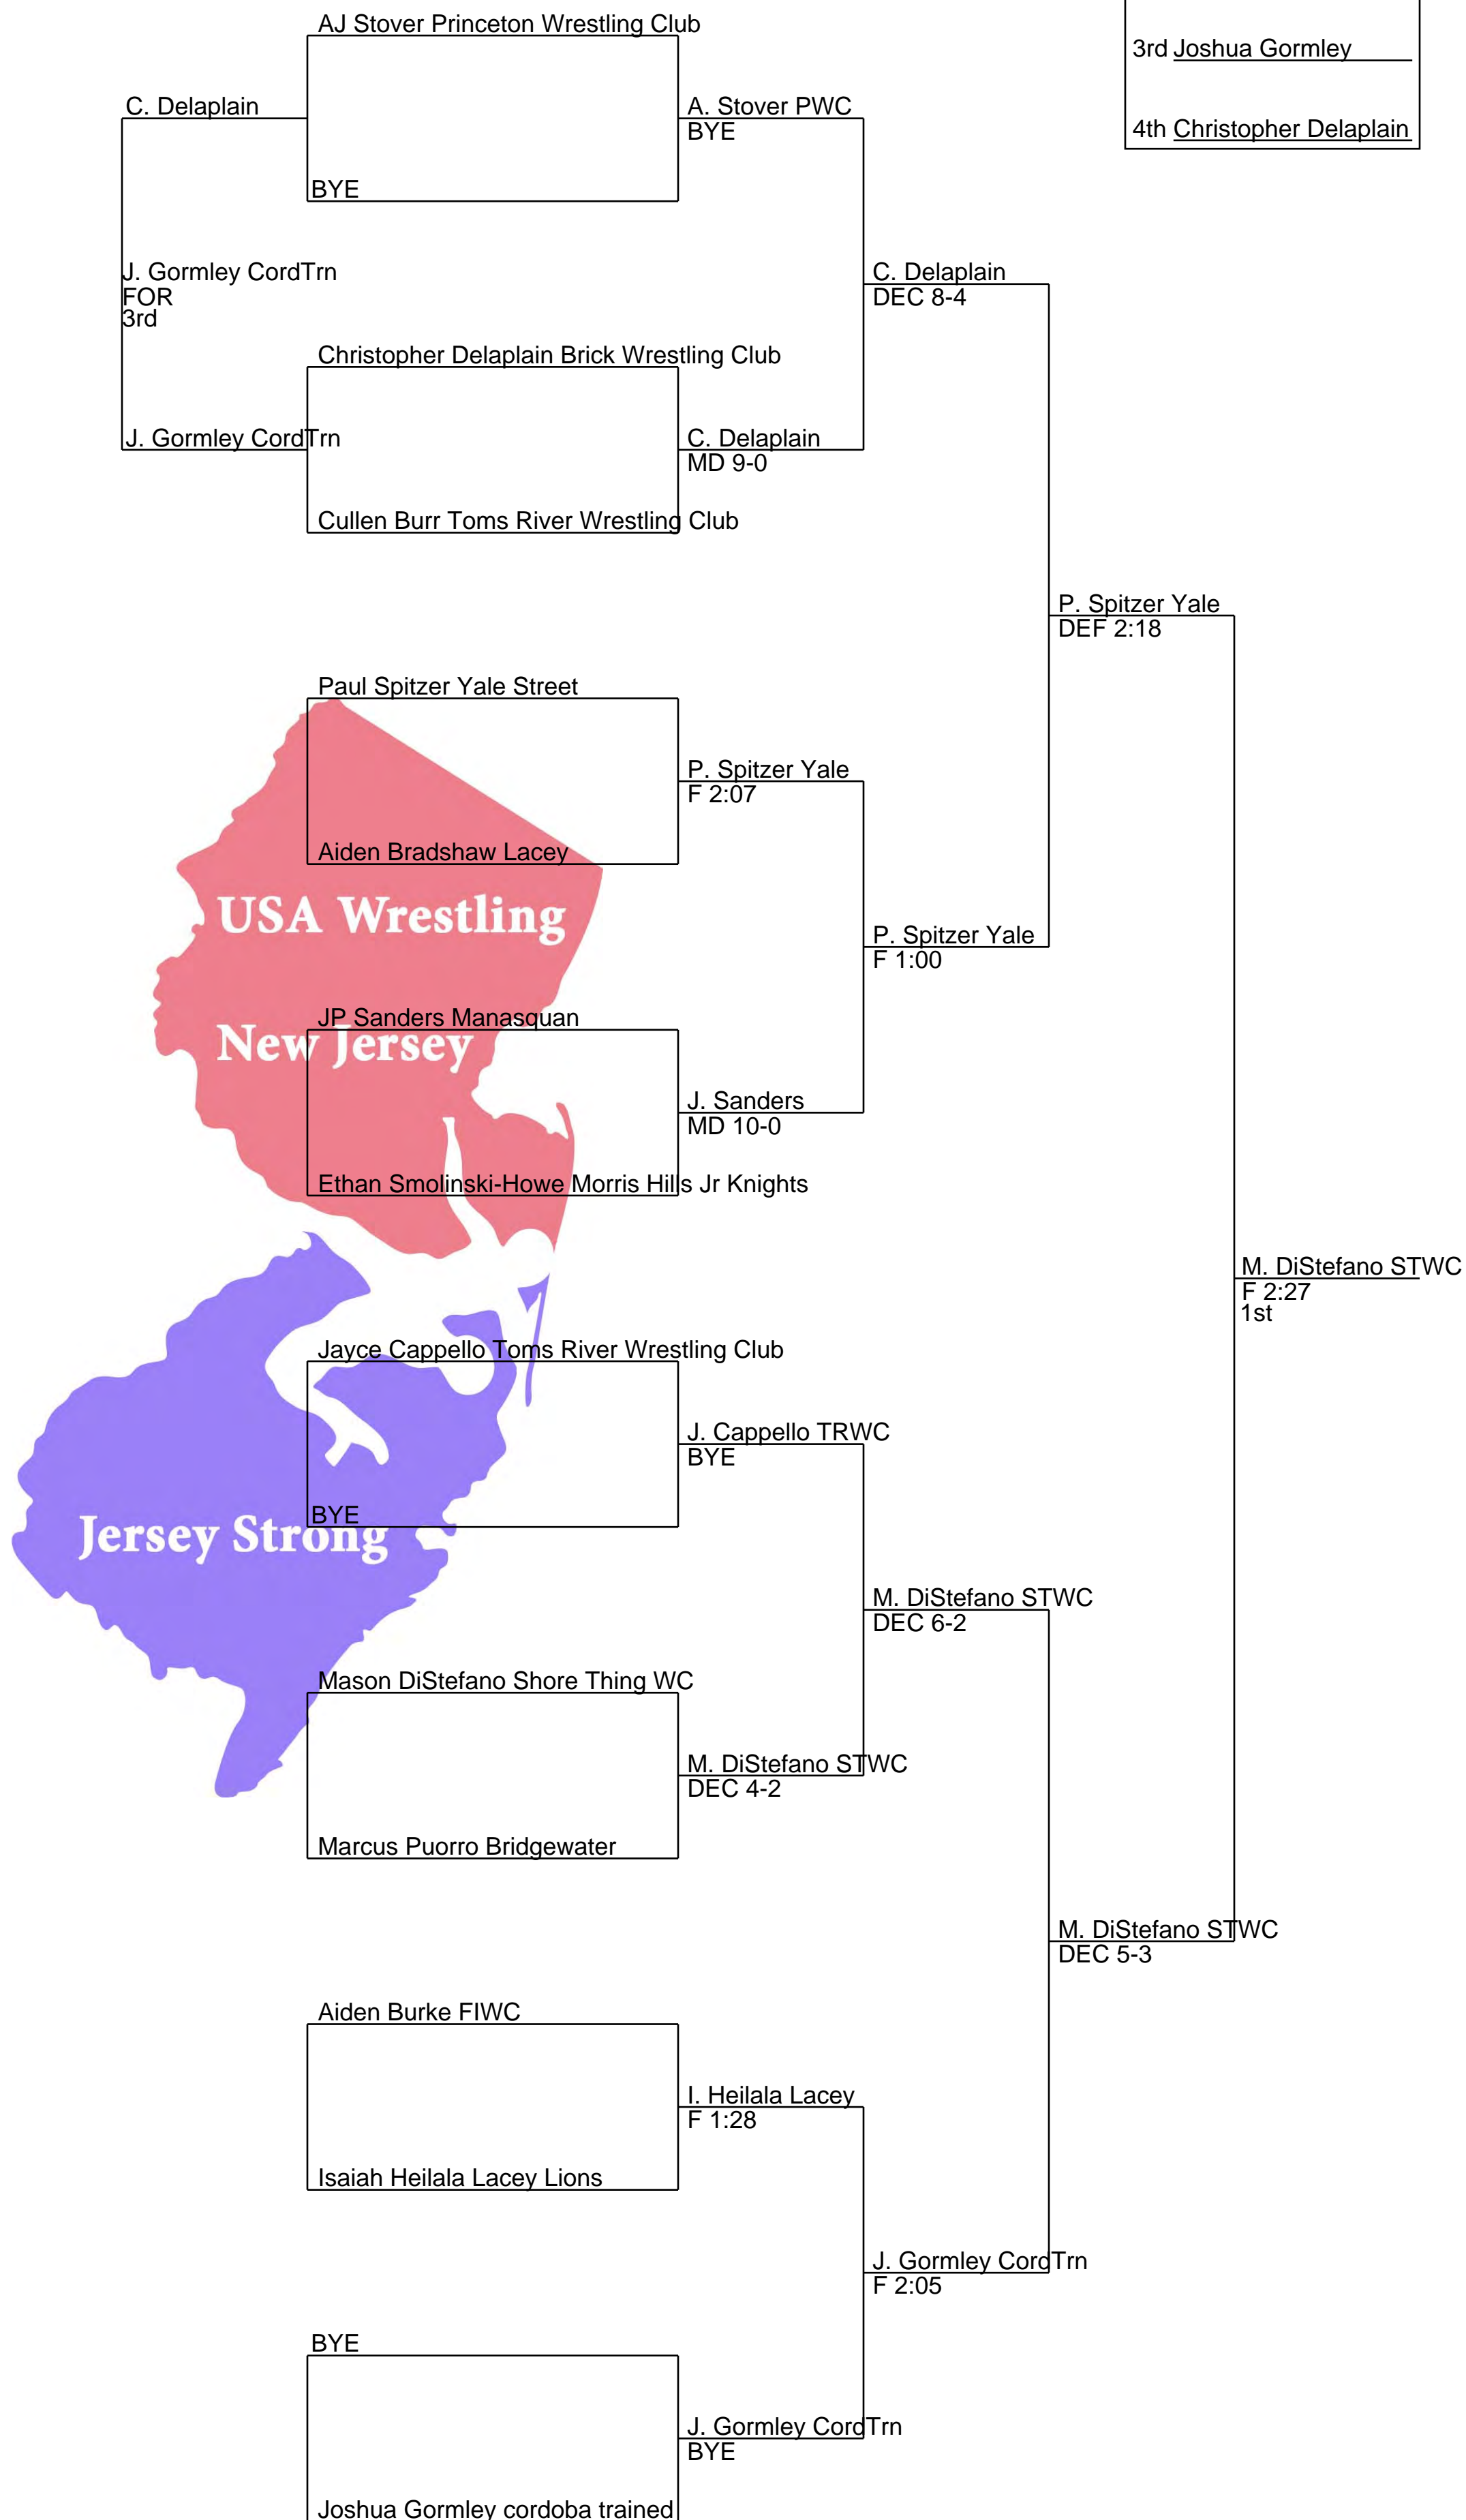 AJ Stover Princeton Wrestling Club
3rd Joshua Gormley
C. Delaplain
A. Stover PWC
BYE
4th Christopher Delaplain
BYE
J. Gormley CordTrn
FOR
3rd
C. Delaplain
DEC 8-4
Christopher Delaplain Brick Wrestling Club
J. Gormley CordTrn
C. Delaplain
MD 9-0
Cullen Burr Toms River Wrestling Club
P. Spitzer Yale
DEF 2:18
Paul Spitzer Yale Street
P. Spitzer Yale
F 2:07
Aiden Bradshaw Lacey
USA Wrestling
P. Spitzer Yale
F 1:00
JP Sanders Manasquan
New Jersey
J. Sanders
MD 10-0
Ethan Smolinski-Howe Morris Hills Jr Knights
M. DiStefano STWC
F 2:27
1st
Jayce Cappello Toms River Wrestling Club
J. Cappello TRWC
BYE
BYE
Jersey Strong
M. DiStefano STWC
DEC 6-2
Mason DiStefano Shore Thing WC
M. DiStefano STWC
DEC 4-2
Marcus Puorro Bridgewater
M. DiStefano STWC
DEC 5-3
Aiden Burke FIWC
I. Heilala Lacey
F 1:28
Isaiah Heilala Lacey Lions
J. Gormley CordTrn
F 2:05
BYE
J. Gormley CordTrn
BYE
Joshua Gormley cordoba trained